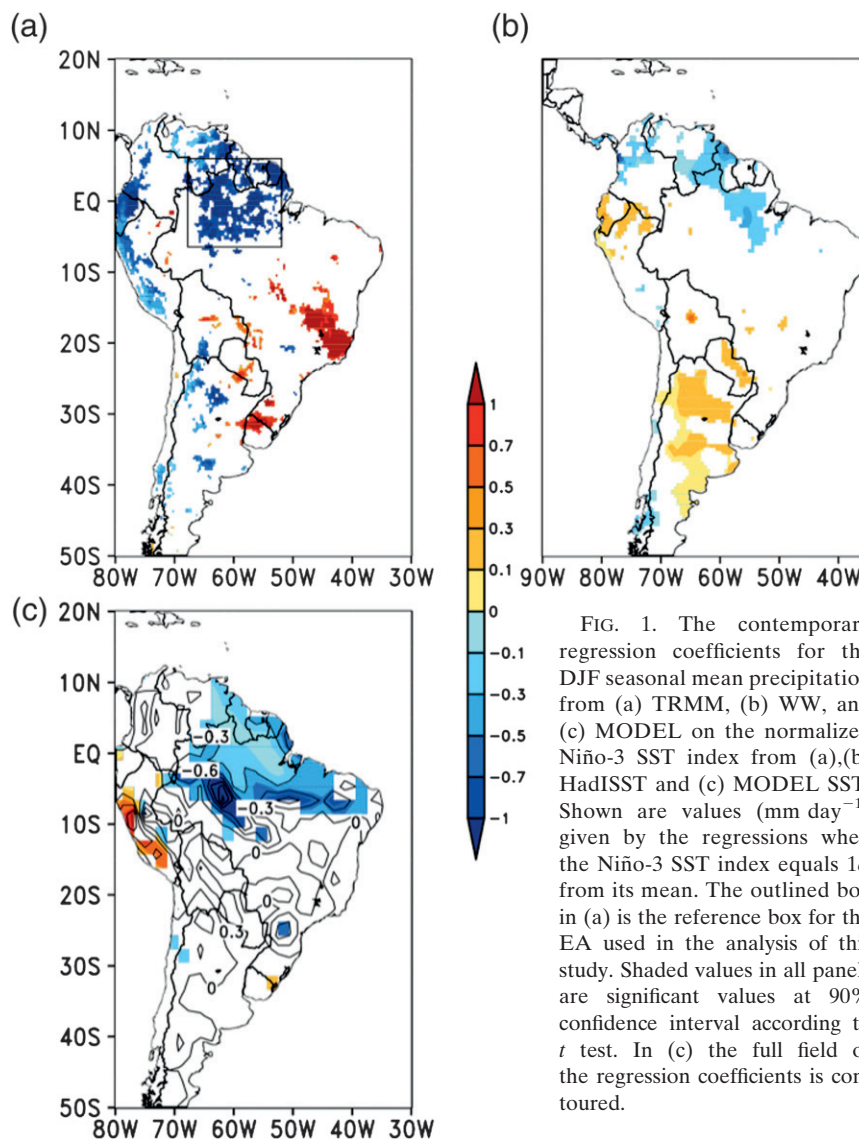 (a)
20N
10N
EQ
10S
20S
30S
40S
50S
80W 70W 60W 50W 40W 30W
(b)
90W 80W 70W 60W 50W 40W
1
0.7
0.5
0.3
0.1
0
-0.1
-0.3
-0.5
-0.7
-1
(c)
20N
10N
EQ
10S
20S
30S
40S
50S
-0.3
-0.6
-0.3
0
0
0
0
0.3
0
0
80W 70W 60W 50W 40W 30W
FIG. 1. The contemporar
regression coefficients for th
DJF seasonal mean precipitatio
from (a) TRMM, (b) WW, an
(c) MODEL on the normalize
Niño-3 SST index from (a),(b
HadISST and (c) MODEL SST
Shown are values (mm day⁻¹
given by the regressions whe
the Niño-3 SST index equals 1
from its mean. The outlined bo
in (a) is the reference box for th
EA used in the analysis of thi
study. Shaded values in all panel
are significant values at 90%
confidence interval according t
t test. In (c) the full field o
the regression coefficients is con
toured.